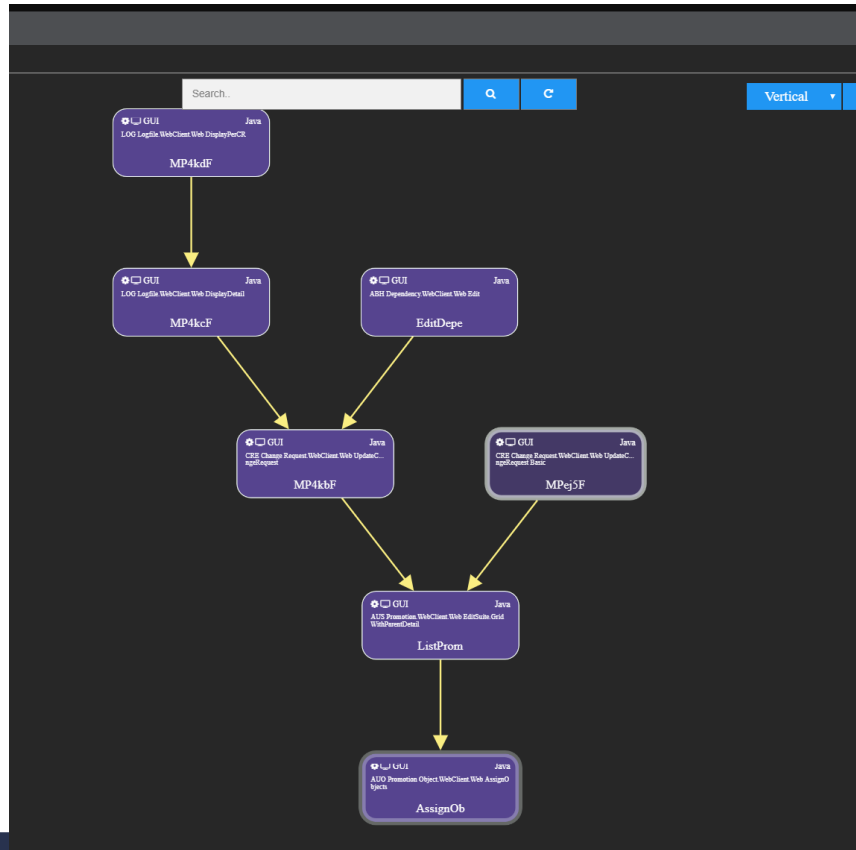 Search..
Vertical
GUI Java
LOG Logfile.WebClient.Web DisplayPerCR
MP4kdF
GUI Java
LOG Logfile.WebClient.Web DisplayDetail
MP4kcF
GUI Java
ABH Dependency.WebClient.Web Edit
EditDepe
GUI Java
CRE Change Request.WebClient.Web UpdateC...
ngeRequest
MP4kbF
GUI Java
CRE Change Request.WebClient.Web UpdateC...
ngeRequest Basic
MPej5F
GUI Java
AUS Promotion.WebClient.Web EditSuite.Grid
WithParentDetail
ListProm
GUI Java
AUO Promotion Object.WebClient.Web AssignO
bjects
AssignOb